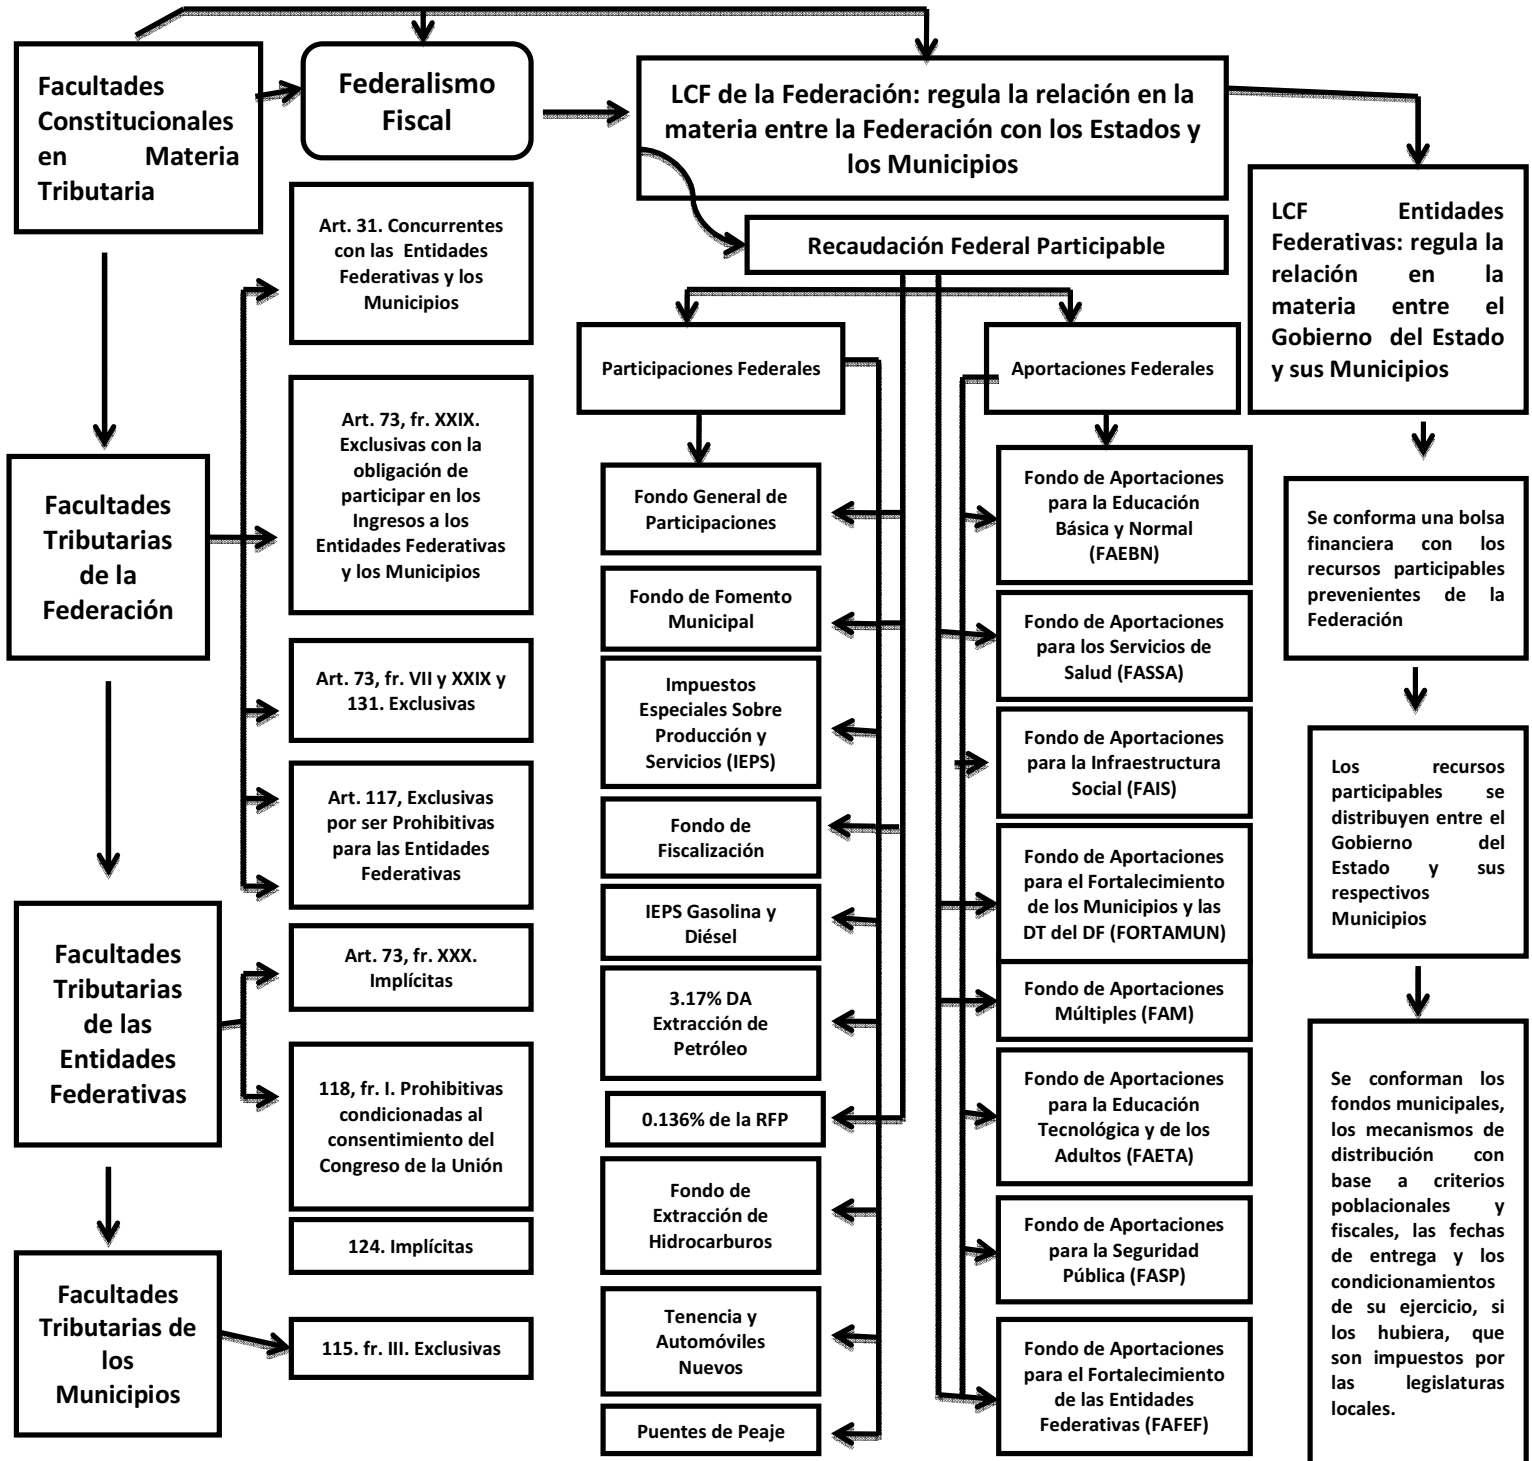 Facultades
Constitucionales
en Materia
Tributaria
Federalismo
Fiscal
LCF de la Federación: regula la relación en la
materia entre la Federación con los Estados y
los Municipios
LCF Entidades
Federativas: regula la
relación en la
materia entre el
Gobierno del Estado
y sus Municipios
Recaudación Federal Participable
Art. 31. Concurrentes
con las Entidades
Federativas y los
Municipios
Art. 73, fr. XXIX.
Exclusivas con la
obligación de
participar en los
Ingresos a los
Entidades Federativas
y los Municipios
Art. 73, fr. VII y XXIX y
131. Exclusivas
Art. 117, Exclusivas
por ser Prohibitivas
para las Entidades
Federativas
Facultades
Tributarias
de la
Federación
Facultades
Tributarias
de las
Entidades
Federativas
Art. 73, fr. XXX.
Implícitas
118, fr. I. Prohibitivas
condicionadas al
consentimiento del
Congreso de la Unión
124. Implícitas
Facultades
Tributarias de
los
Municipios
115. fr. III. Exclusivas
Participaciones Federales
Fondo General de
Participaciones
Fondo de Fomento
Municipal
Impuestos
Especiales Sobre
Producción y
Servicios (IEPS)
Fondo de
Fiscalización
IEPS Gasolina y
Diésel
3.17% DA
Extracción de
Petróleo
0.136% de la RFP
Fondo de
Extracción de
Hidrocarburos
Tenencia y
Automóviles
Nuevos
Puentes de Peaje
Aportaciones Federales
Fondo de Aportaciones
para la Educación
Básica y Normal
(FAEBN)
Fondo de Aportaciones
para los Servicios de
Salud (FASSA)
Fondo de Aportaciones
para la Infraestructura
Social (FAIS)
Fondo de Aportaciones
para el Fortalecimiento
de los Municipios y las
DT del DF (FORTAMUN)
Fondo de Aportaciones
Múltiples (FAM)
Fondo de Aportaciones
para la Educación
Tecnológica y de los
Adultos (FAETA)
Fondo de Aportaciones
para la Seguridad
Pública (FASP)
Fondo de Aportaciones
para el Fortalecimiento
de las Entidades
Federativas (FAFEF)
Se conforma una bolsa
financiera con los
recursos participables
prevenientes de la
Federación
Los recursos
participables se
distribuyen entre el
Gobierno del
Estado y sus
respectivos
Municipios
Se conforman los
fondos municipales,
los mecanismos de
distribución con
base a criterios
poblacionales y
fiscales, las fechas
de entrega y los
condicionamientos
de su ejercicio, si
los hubiera, que
son impuestos por
las legislaturas
locales.